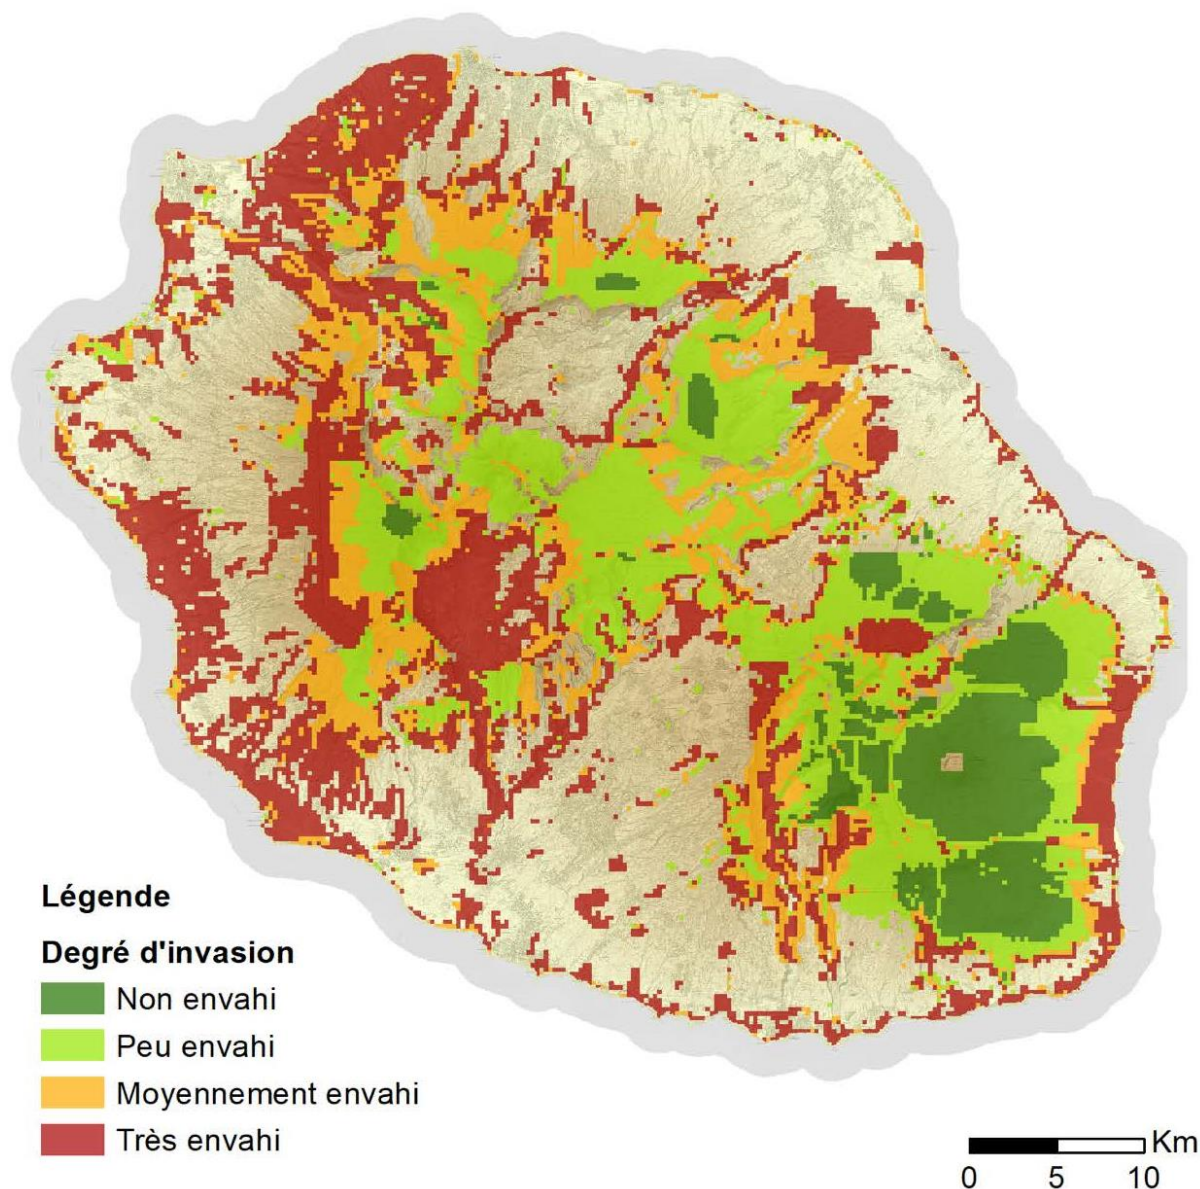 Légende
Degré d'invasion
Non envahi
Peu envahi
Moyennement envahi
Très envahi
Km
0 5 10